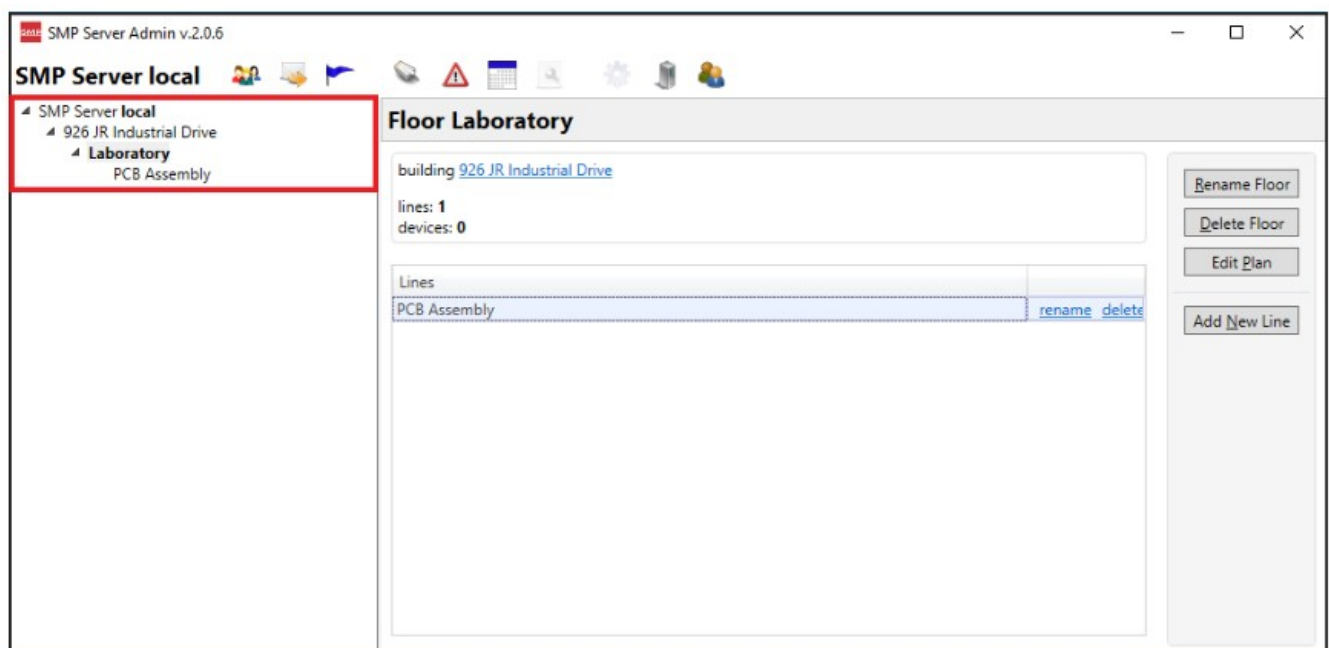 SMP Server Admin v.2.0.6
SMP Server local
SMP Server local
926 JR Industrial Drive
Laboratory
PCB Assembly
Floor Laboratory
building 926 JR Industrial Drive
lines: 1
devices: 0
Lines
PCB Assembly rename delete
Rename Floor
Delete Floor
Edit Plan
Add New Line